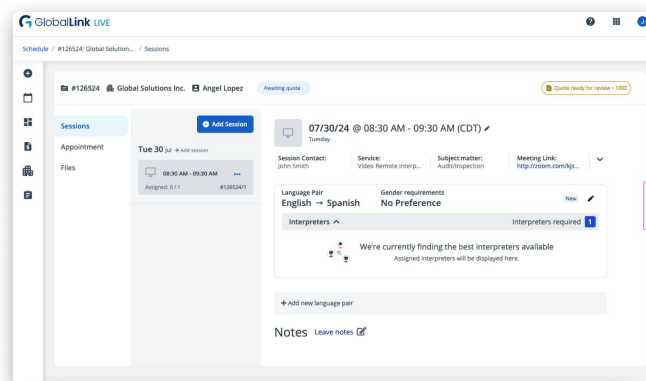 GlobalLink LIVE
J
Schedule / #126524: Global Solution... / Sessions
#126524 Global Solutions Inc. Angel Lopez Awaiting quote
Quote ready for review • 1800
Sessions
Appointment
Files
Add Session
Tue 30 Jul + Add session
08:30 AM - 09:30 AM ...
Assigned: 0 / 1 #126524/1
07/30/24 @ 08:30 AM - 09:30 AM (CDT)
Tuesday
Session Contact: Service: Subject matter: Meeting Link:
John Smith Video Remote Interp... Audit/Inspection http://zoom.com/kjs...
Language Pair Gender requirements
English → Spanish No Preference New
Interpreters Interpreters required 1
We're currently finding the best interpreters available
Assigned interpreters will be displayed here.
+ Add new language pair
Notes Leave notes